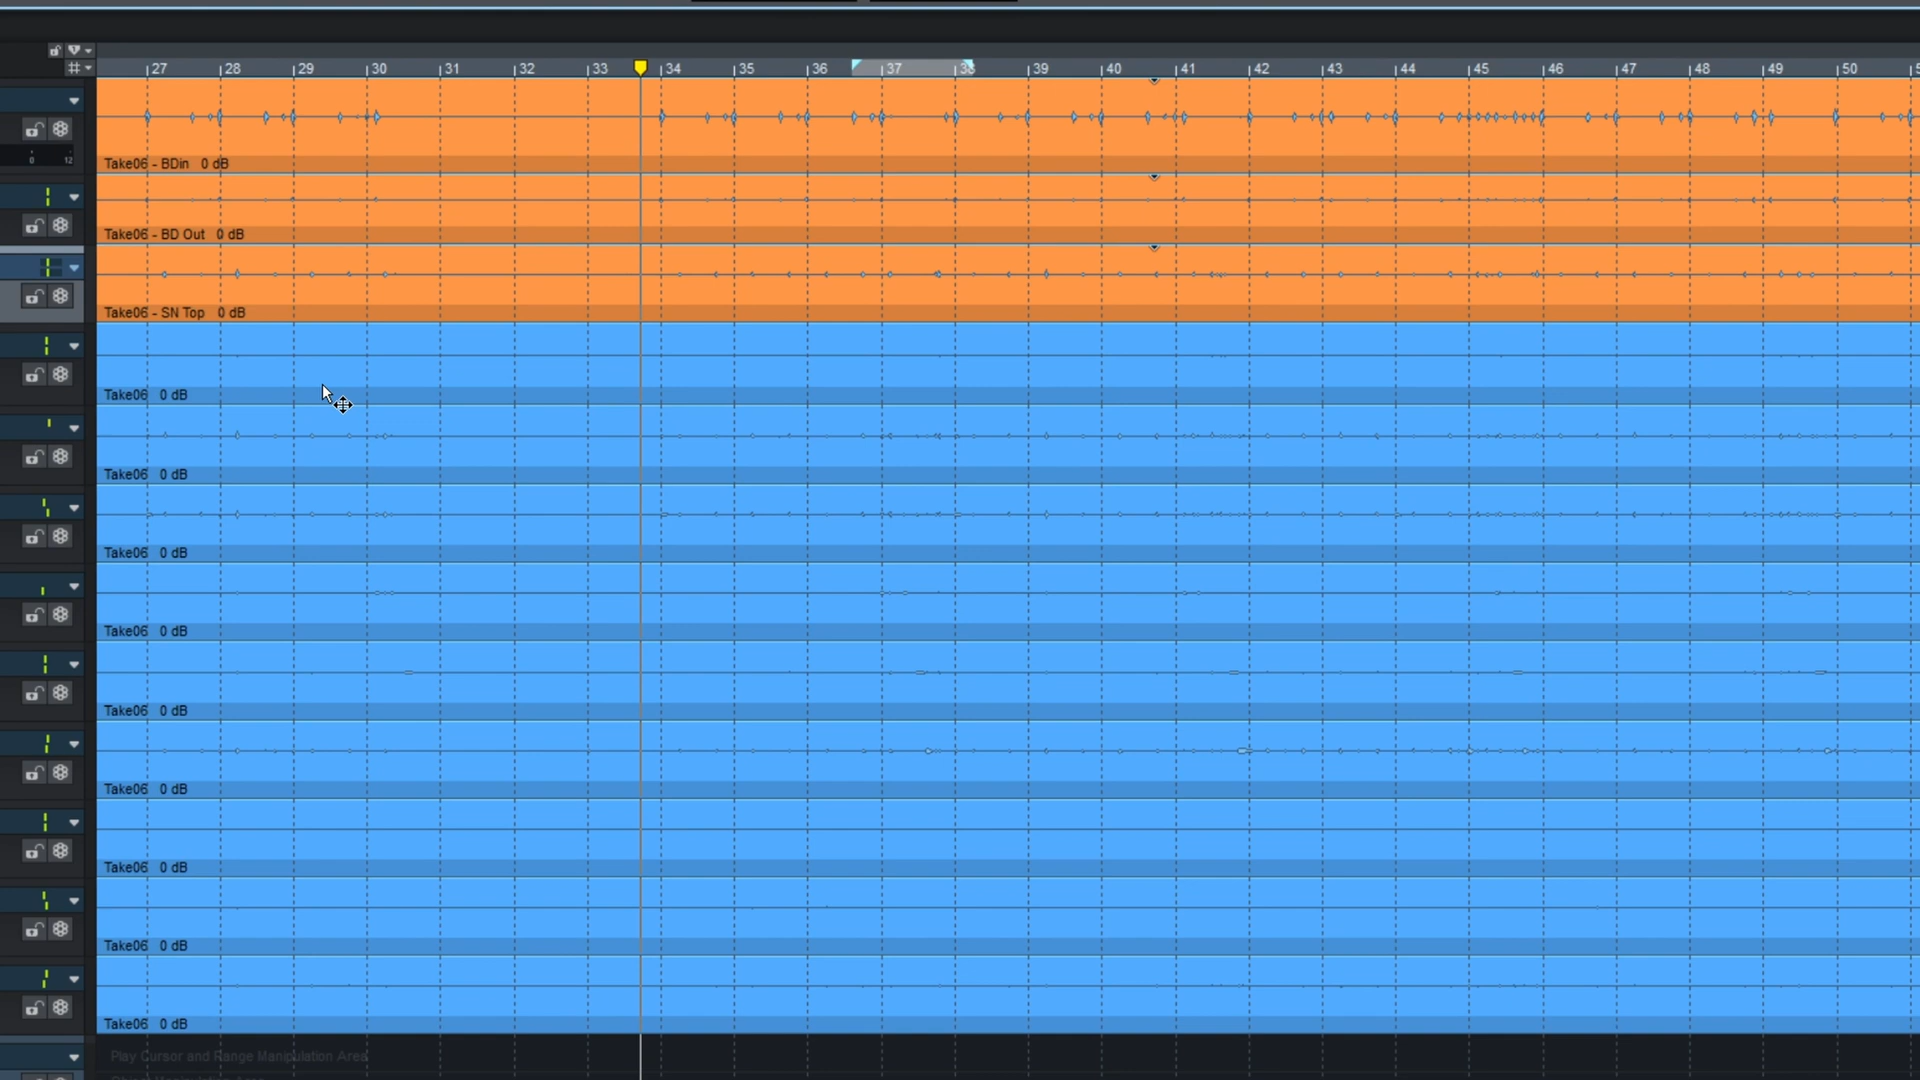 27 28 29 30 31 32 33 34 35 36 37 38 39 40 41 42 43 44 45 46 47 48 49 50
0 12
Take06 - BDin 0 dB
Take06 - BD Out 0 dB
Take06 - SN Top 0 dB
Take06 0 dB
Take06 0 dB
Take06 0 dB
Take06 0 dB
Take06 0 dB
Take06 0 dB
Take06 0 dB
Take06 0 dB
Take06 0 dB
Play Cursor and Range Manipulation Area